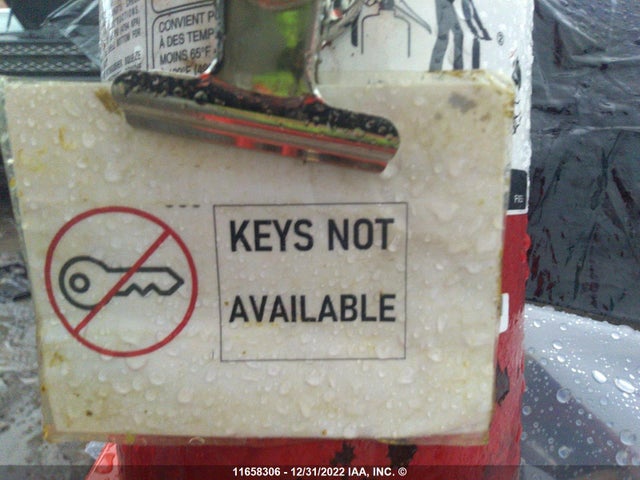 CONVIENT
À DES TEMP
MOINS 65°F
KEYS NOT
AVAILABLE
11658306 - 12/31/2022 IAA, INC. ©